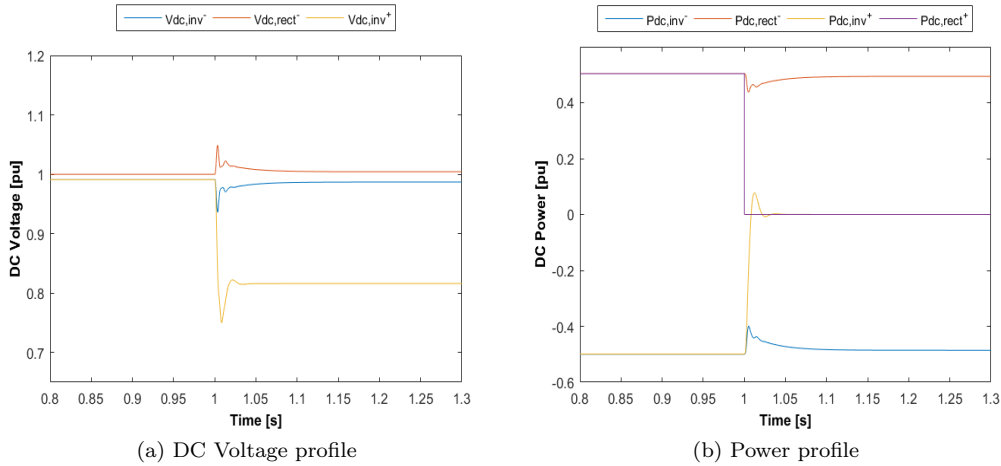 Vdc,inv⁻ Vdc,rect⁻ Vdc,inv⁺
1.2
1.1
1
0.9
0.8
0.7
DC Voltage [pu]
0.8 0.85 0.9 0.95 1 1.05 1.1 1.15 1.2 1.25 1.3
Time [s]
(a) DC Voltage profile
Pdc,inv⁻ Pdc,rect⁻ Pdc,inv⁺ Pdc,rect⁺
0.4
0.2
0
-0.2
-0.4
-0.6
DC Power [pu]
0.8 0.85 0.9 0.95 1 1.05 1.1 1.15 1.2 1.25 1.3
Time [s]
(b) Power profile